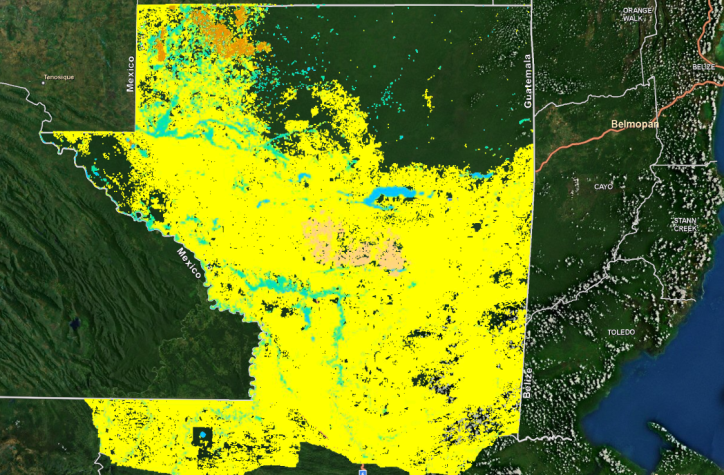 ORANGE
WALK
Tenosique
Mexico
Guatemala
BELIZE
Belmopan
CAYO
STANN
CREEK
Mexico
TOLEDO
Belize